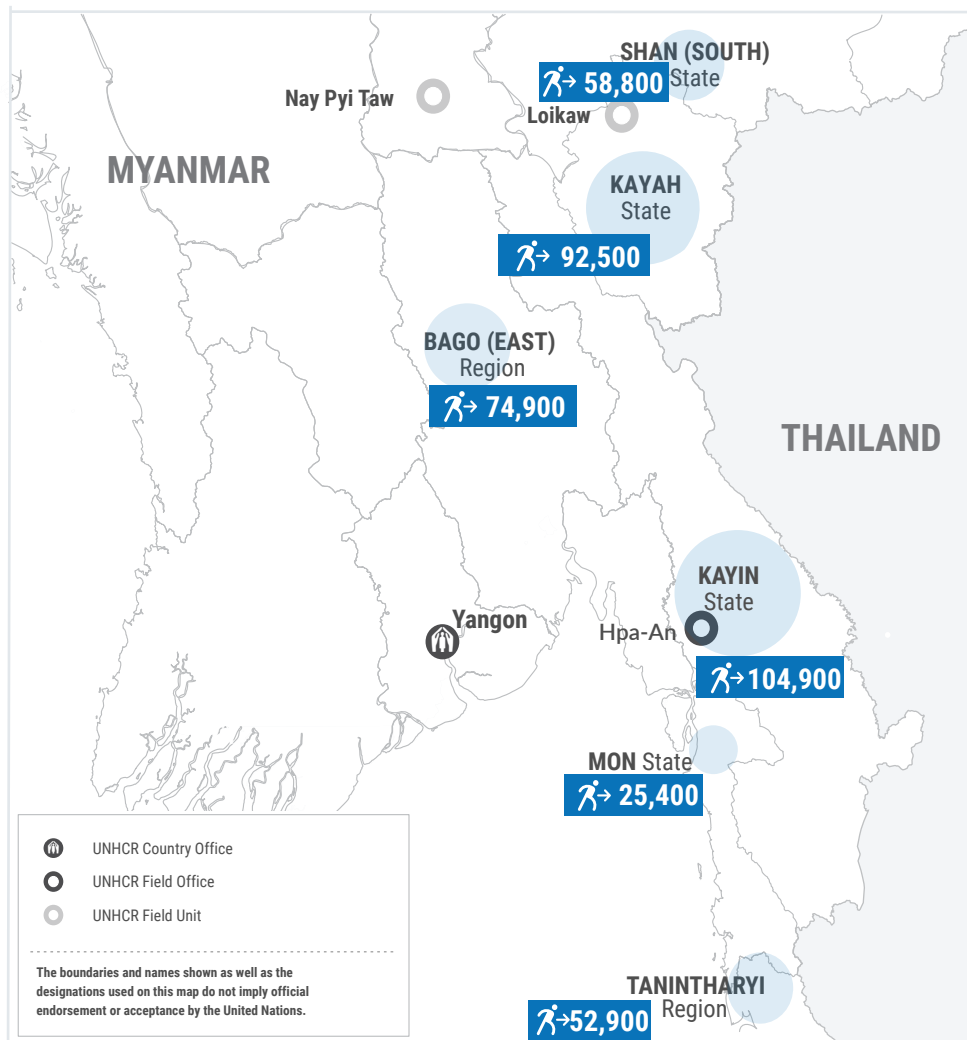 SHAN (SOUTH)
State
58,800
Nay Pyi Taw
Loikaw
MYANMAR
KAYAH
State
92,500
BAGO (EAST)
Region
74,900
THAILAND
KAYIN
State
Yangon
Hpa-An
104,900
MON State
25,400
UNHCR Country Office
UNHCR Field Office
UNHCR Field Unit
The boundaries and names shown as well as the
designations used on this map do not imply official
endorsement or acceptance by the United Nations.
TANINTHARYI
Region
52,900